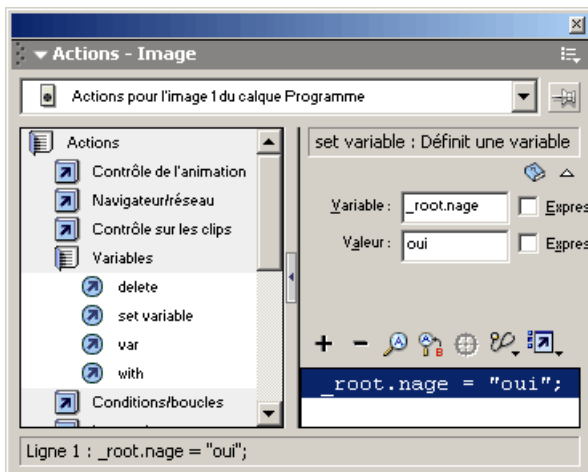 Actions - Image
Actions pour l'image 1 du calque Programme
Actions
Contrôle de l'animation
Navigateur/réseau
Contrôle sur les clips
Variables
delete
set variable
var
with
Conditions/boucles
set variable : Définit une variable
Variable : _root.nage Expres
Valeur : oui Expres
_root.nage = "oui";
Ligne 1 : _root.nage = "oui";